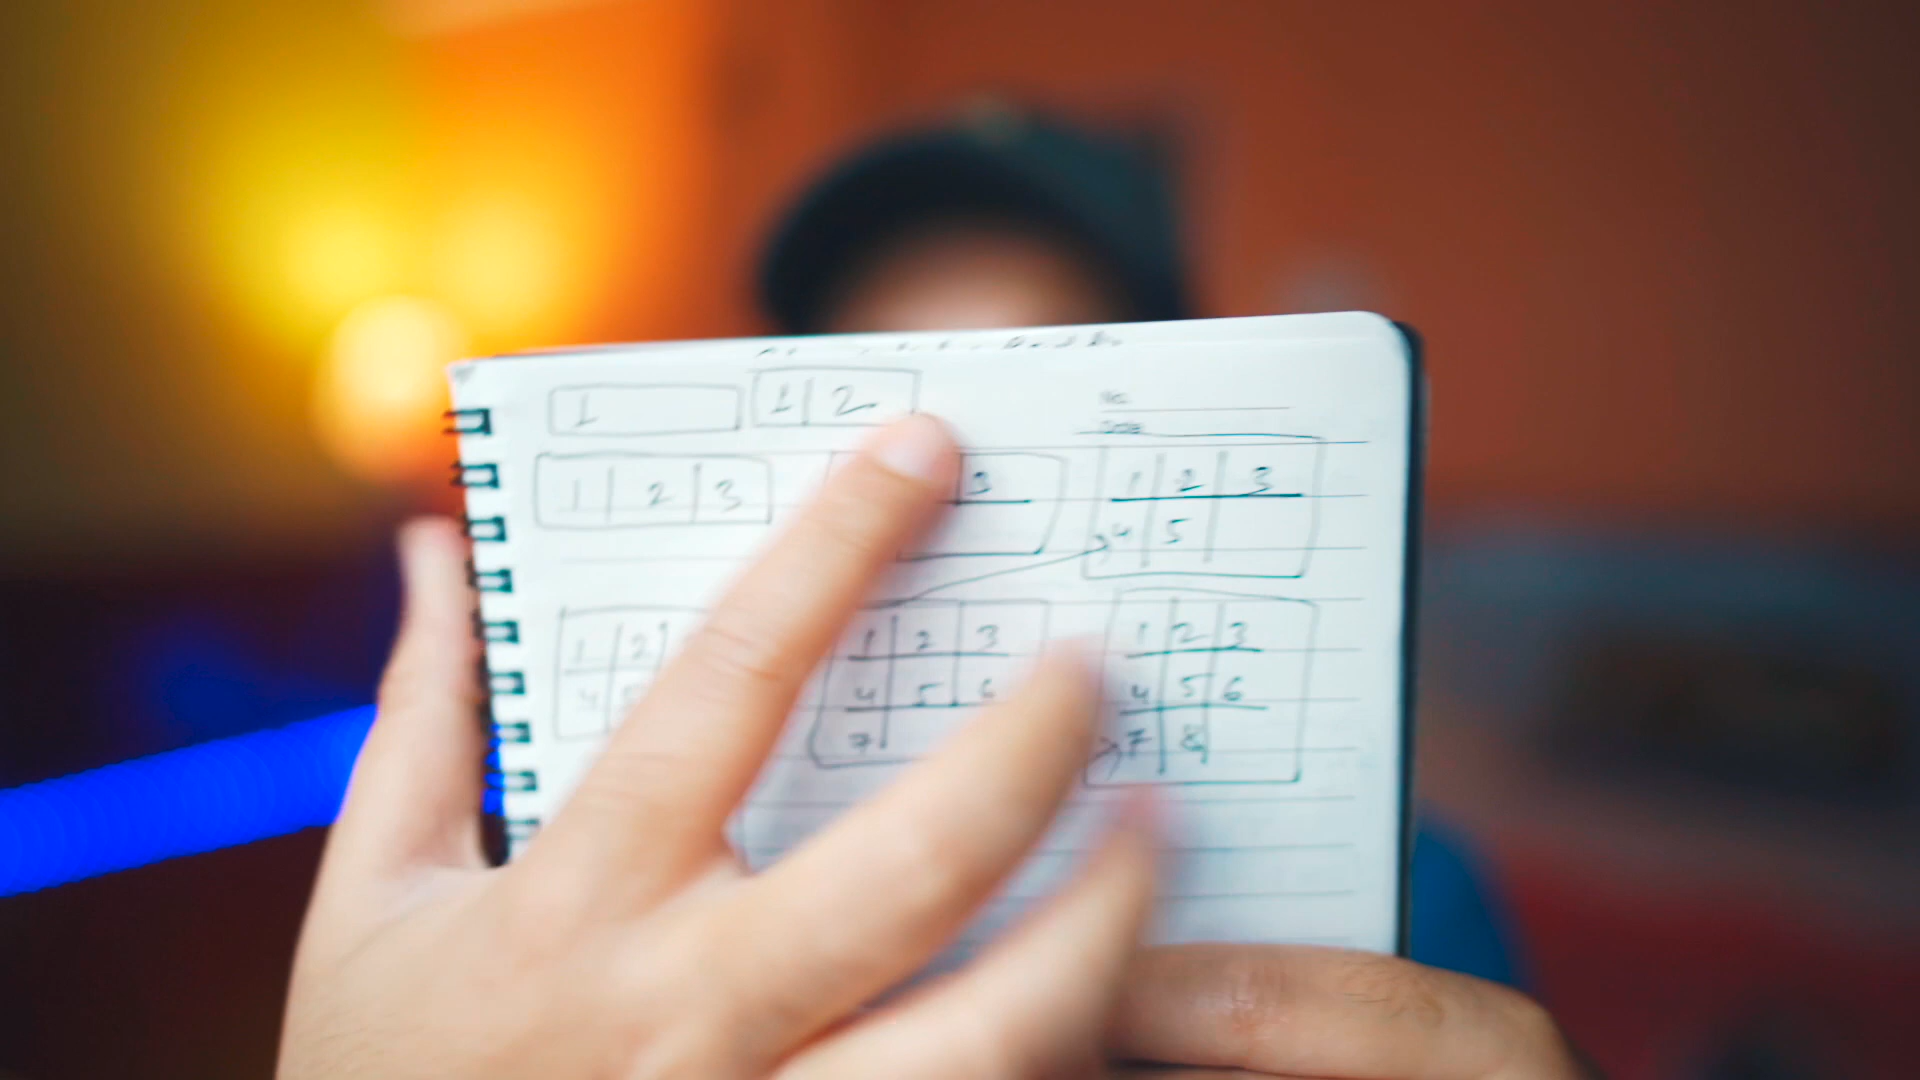 1 1 2
No.
Date
1 2 3 3 1 2 3
4 5
1 2 1 2 3 1 2 3
4 5 4 5 6 4 5 6
7 7 8